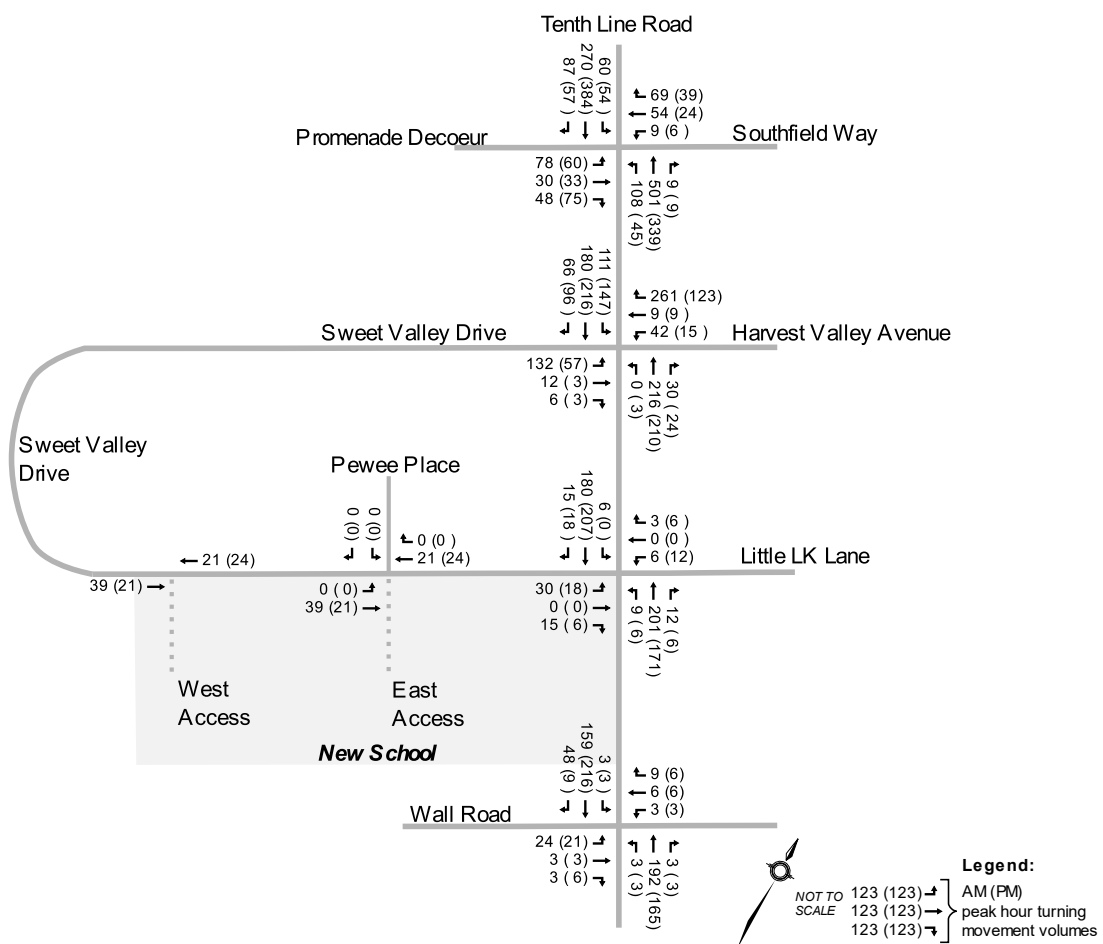 Tenth Line Road
87 (57 )
270 (384)
60 (54 )
69 (39)
54 (24)
9 (6 )
Promenade Decoeur
Southfield Way
78 (60)
30 (33)
48 (75)
108 ( 45)
501 (339)
9 ( 9)
66 (96 )
180 (216)
111 (147)
261 (123)
9 (9 )
42 (15 )
Sweet Valley Drive
Harvest Valley Avenue
132 (57)
12 ( 3)
6 ( 3)
0 ( 3)
216 (210)
30 ( 24)
Sweet Valley
Drive
Pewee Place
0 (0)
0 (0)
0 (0 )
21 (24)
21 (24)
15 (18 )
180 (207)
6 (0 )
3 (6 )
0 (0 )
6 (12)
Little LK Lane
39 (21)
0 ( 0)
39 (21)
30 (18)
0 ( 0)
15 ( 6)
9 ( 6)
201 (171)
12 ( 6)
West
Access
East
Access
New School
48 (9 )
159 (216)
3 (3 )
9 (6)
6 (6)
3 (3)
Wall Road
24 (21)
3 ( 3)
3 ( 6)
3 ( 3)
192 (165)
3 ( 3)
NOT TO
SCALE
Legend:
123 (123) AM (PM)
123 (123) peak hour turning
123 (123) movement volumes